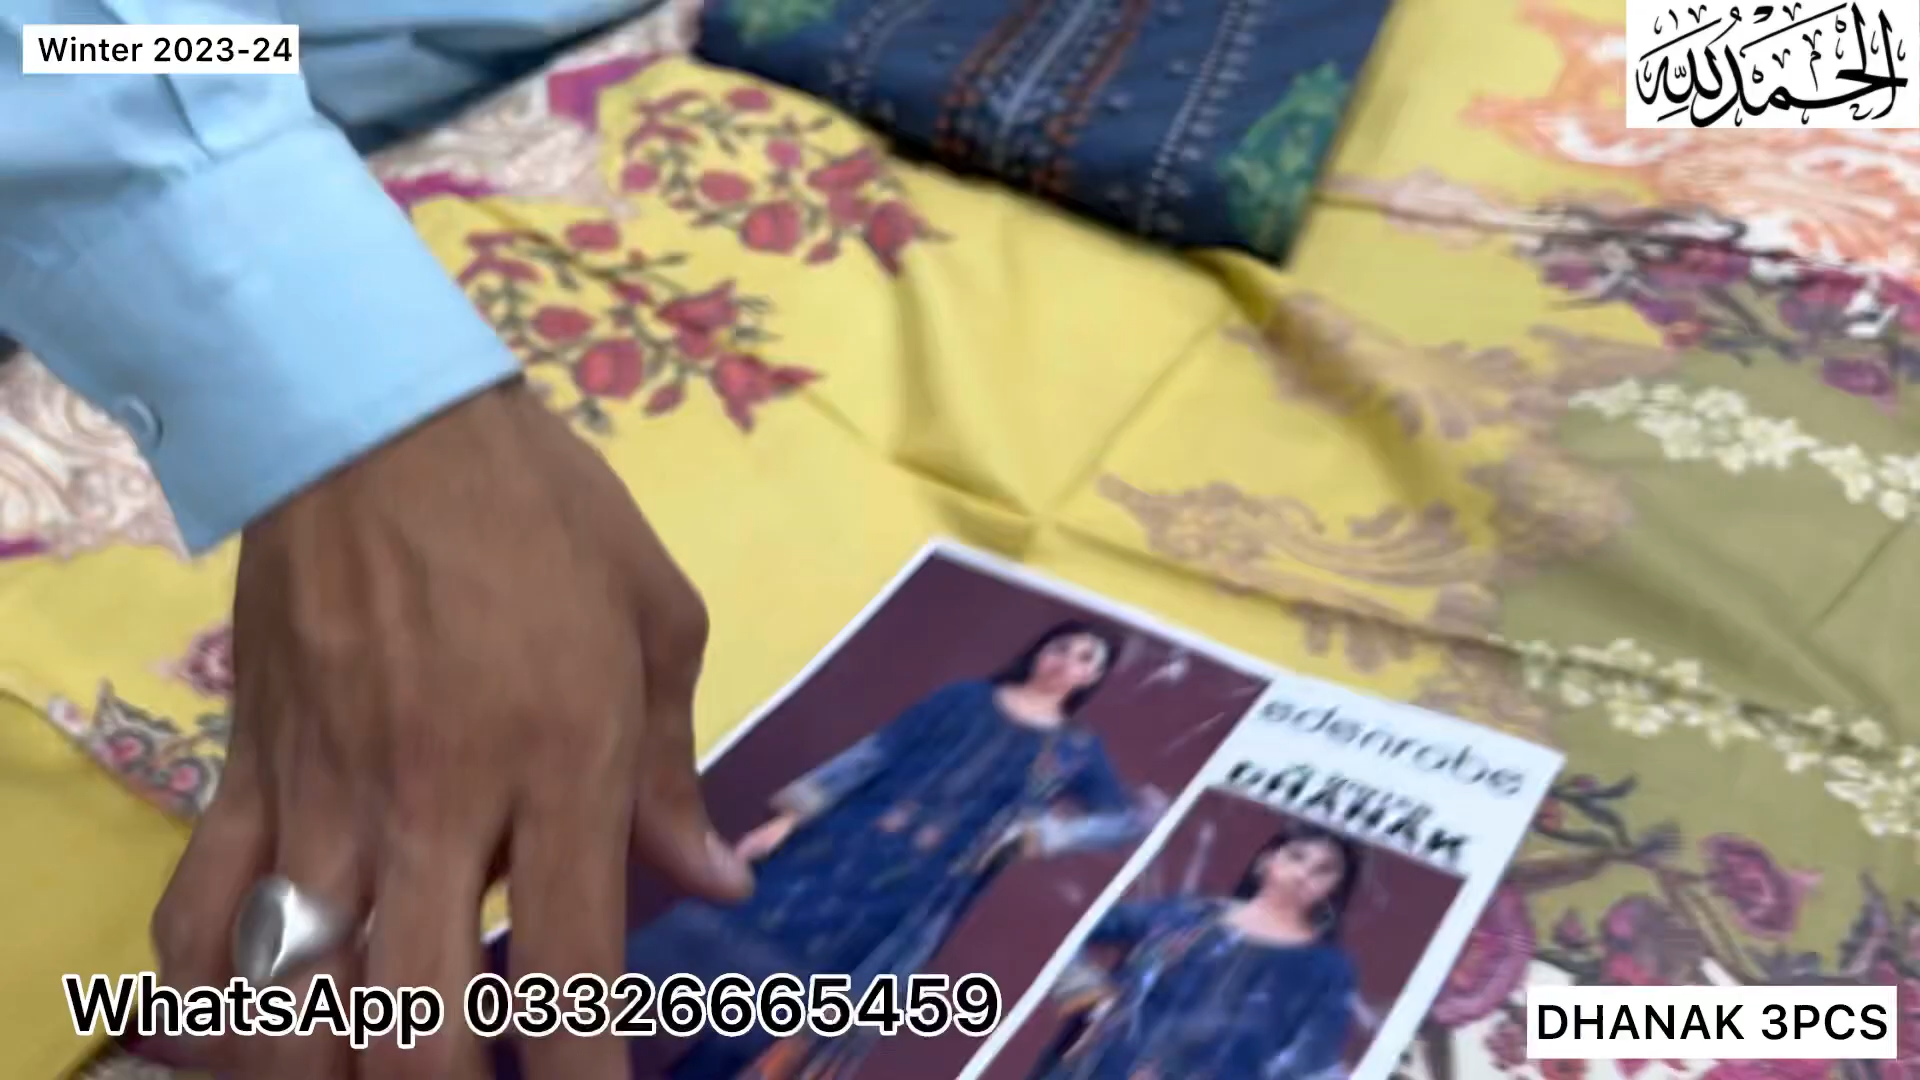 Winter 2023-24
الحمد لله
edenrobe
DHANAK
WhatsApp 03326665459
DHANAK 3PCS